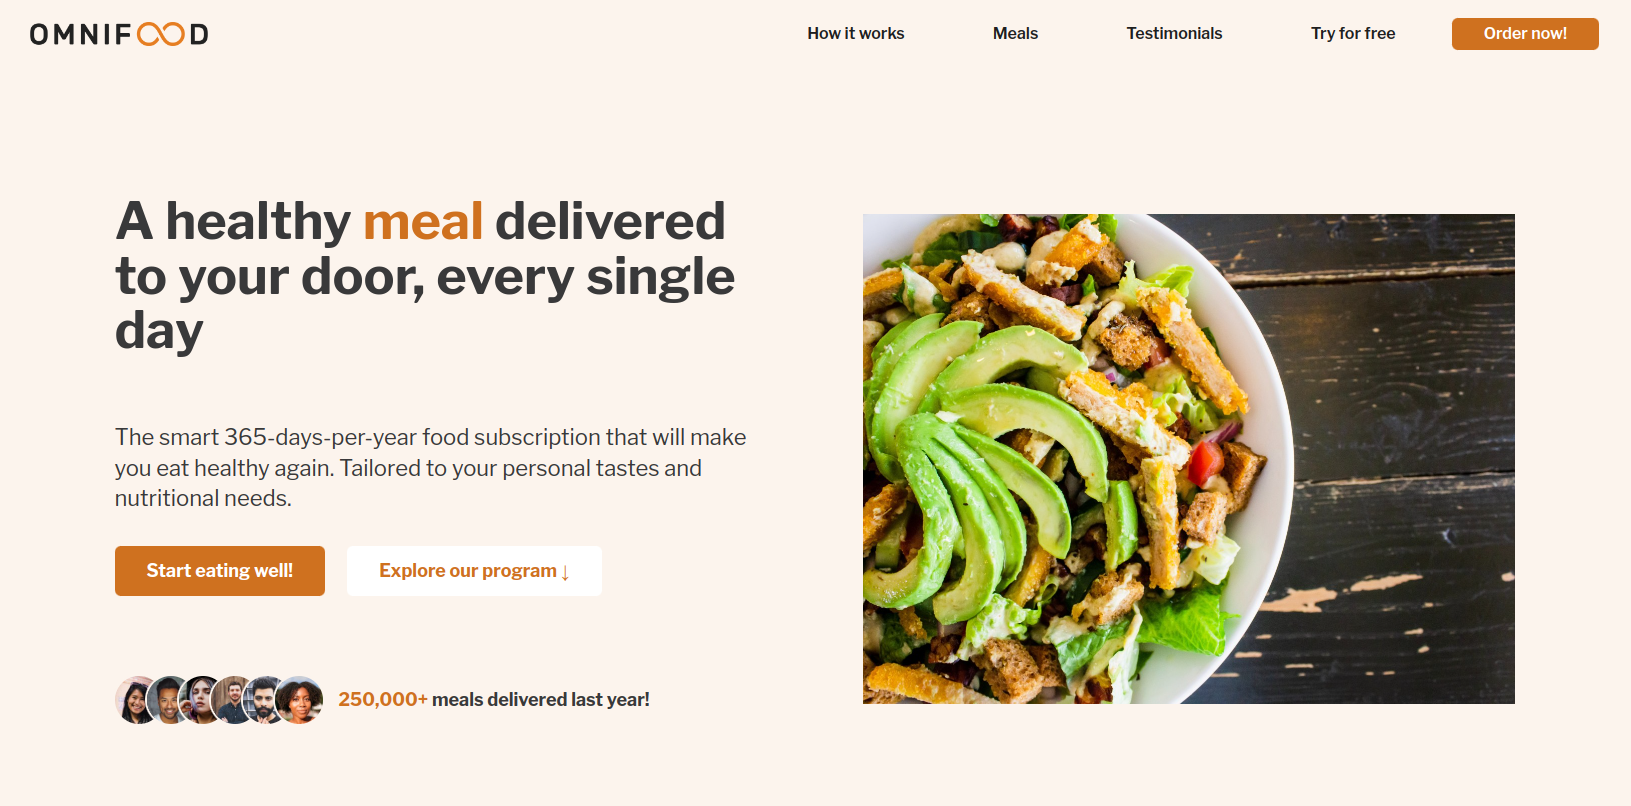 OMNIFOOD
How it works
Meals
Testimonials
Try for free
Order now!
A healthy meal delivered
to your door, every single
day
The smart 365-days-per-year food subscription that will make
you eat healthy again. Tailored to your personal tastes and
nutritional needs.
Start eating well!
Explore our program ↓
250,000+ meals delivered last year!